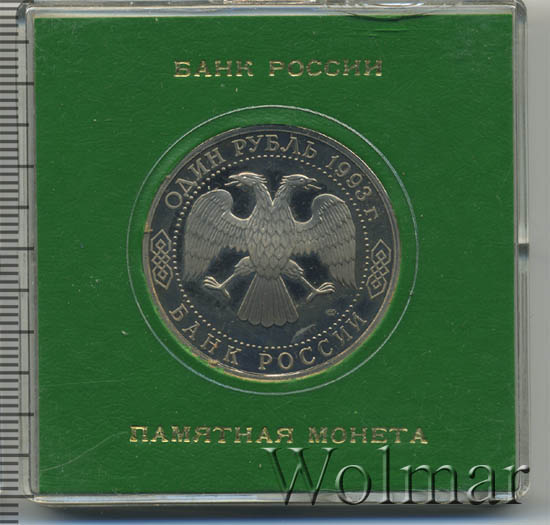 БАНК РОССИИ
ОДИН РУБЛЬ 1993 г.
БАНК РОССИИ
ПАМЯТНАЯ МОНЕТА
Wolmar